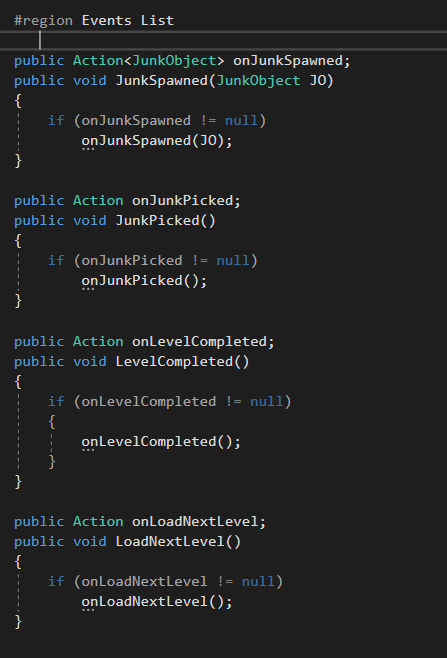 #region Events List
public Action<JunkObject> onJunkSpawned;
public void JunkSpawned(JunkObject JO)
{
if (onJunkSpawned != null)
onJunkSpawned(JO);
}
public Action onJunkPicked;
public void JunkPicked()
{
if (onJunkPicked != null)
onJunkPicked();
}
public Action onLevelCompleted;
public void LevelCompleted()
{
if (onLevelCompleted != null)
{
onLevelCompleted();
}
}
public Action onLoadNextLevel;
public void LoadNextLevel()
{
if (onLoadNextLevel != null)
onLoadNextLevel();
}